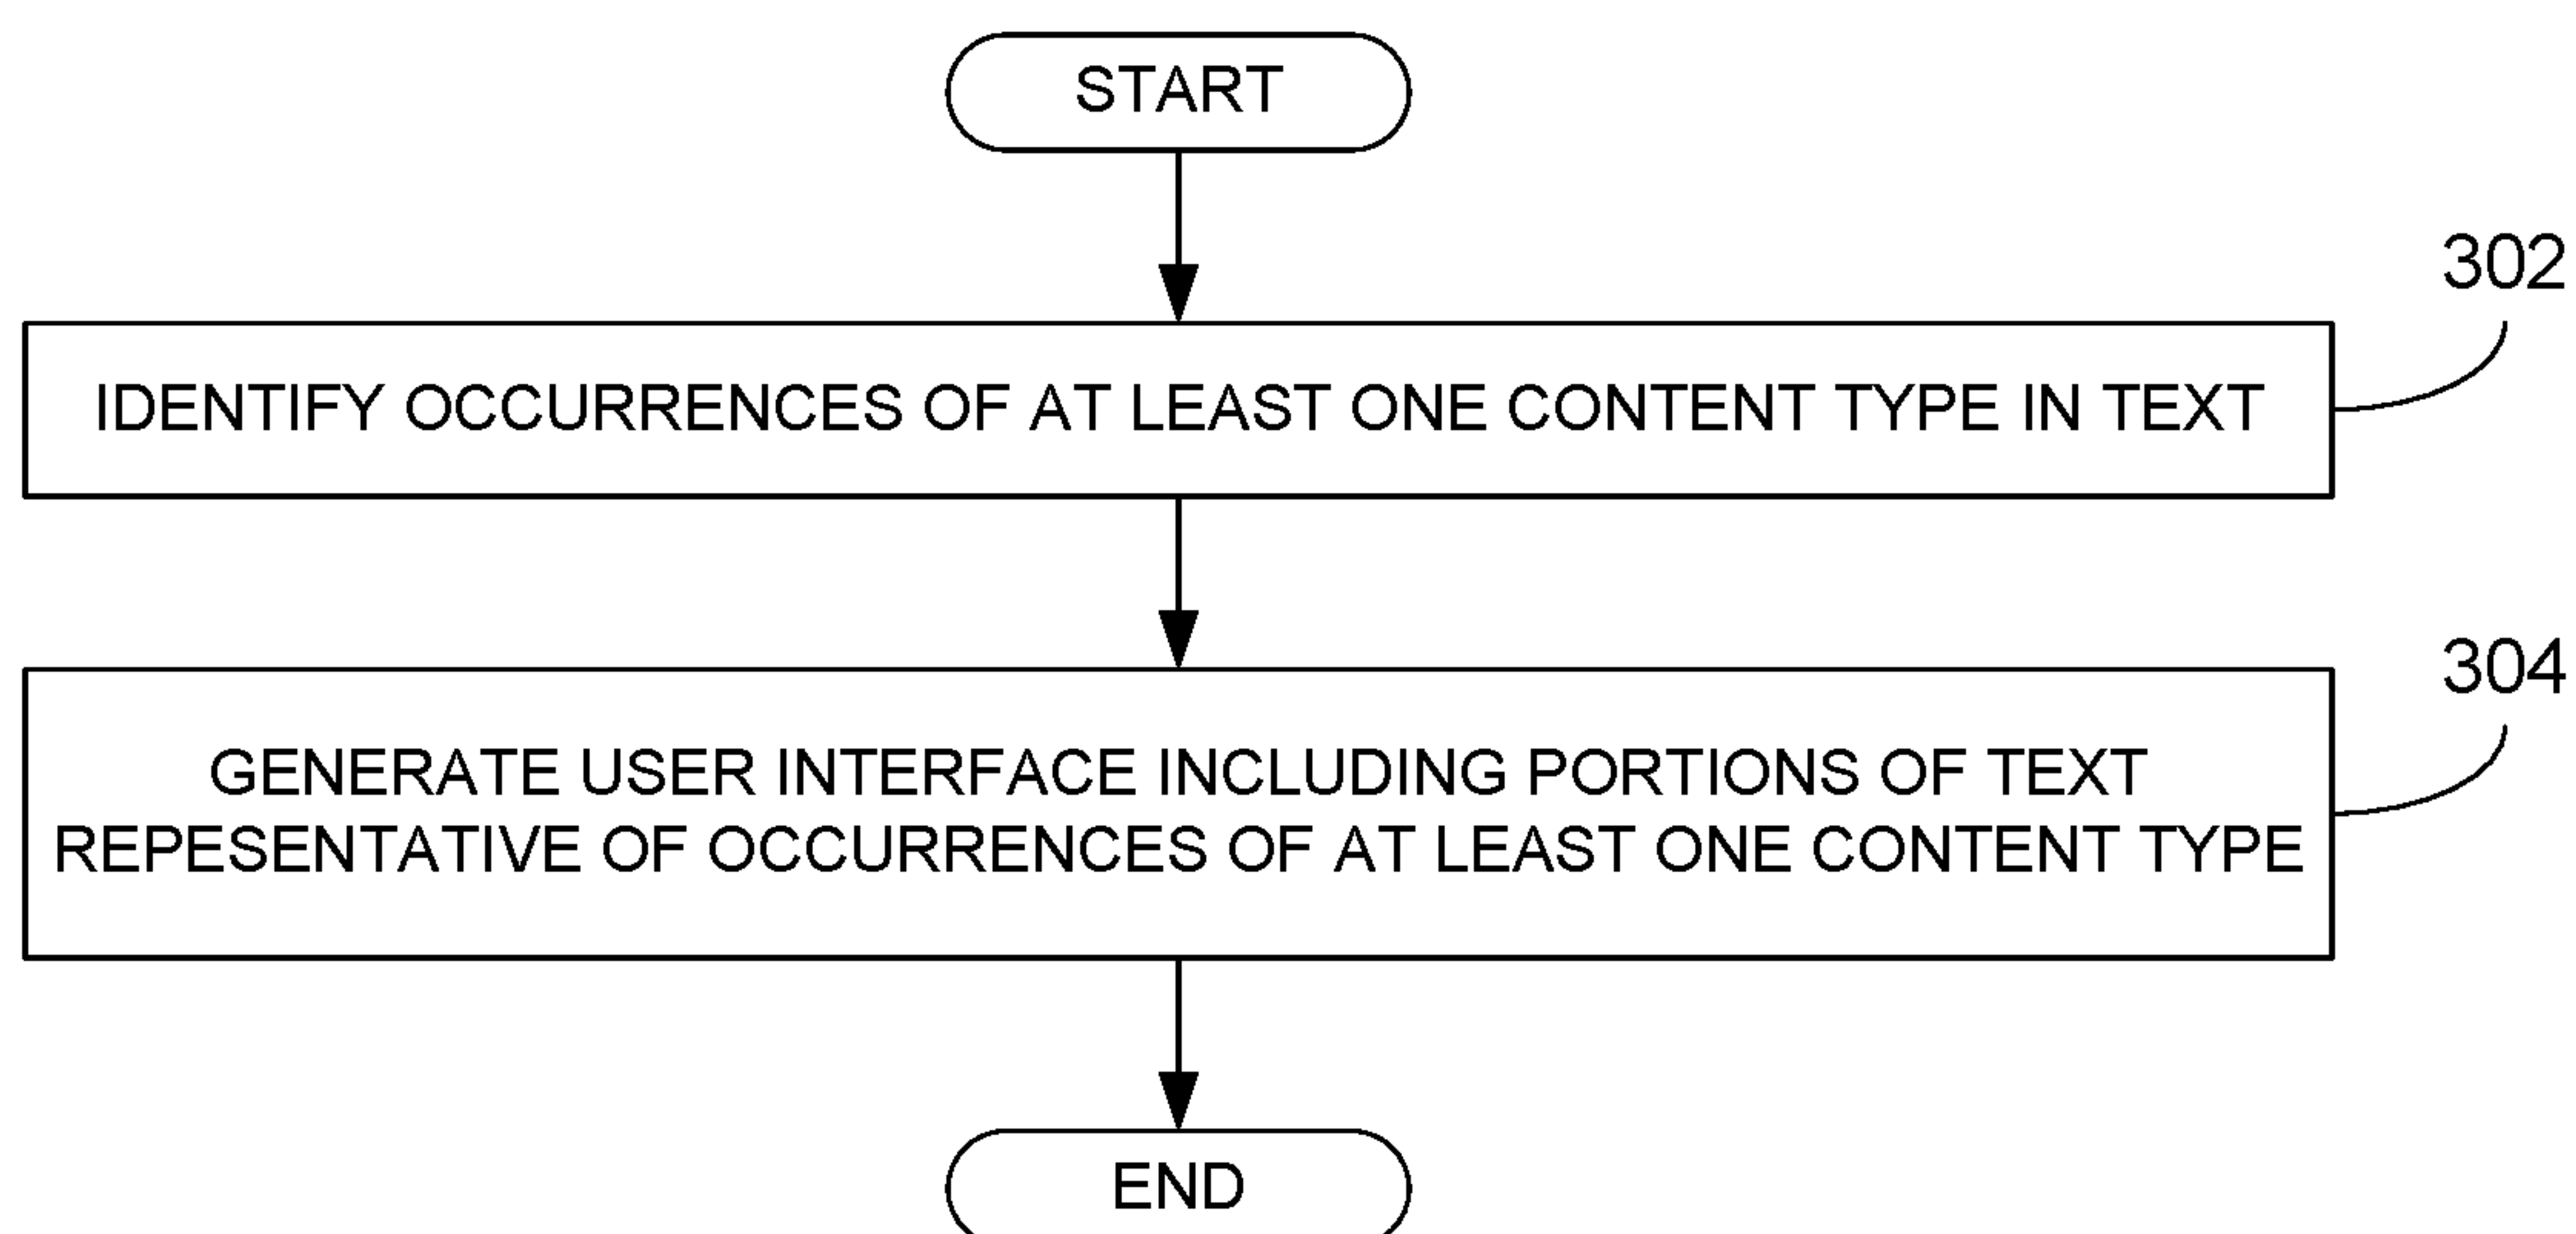 START
302
IDENTIFY OCCURRENCES OF AT LEAST ONE CONTENT TYPE IN TEXT
304
GENERATE USER INTERFACE INCLUDING PORTIONS OF TEXT
REPESENTATIVE OF OCCURRENCES OF AT LEAST ONE CONTENT TYPE
END